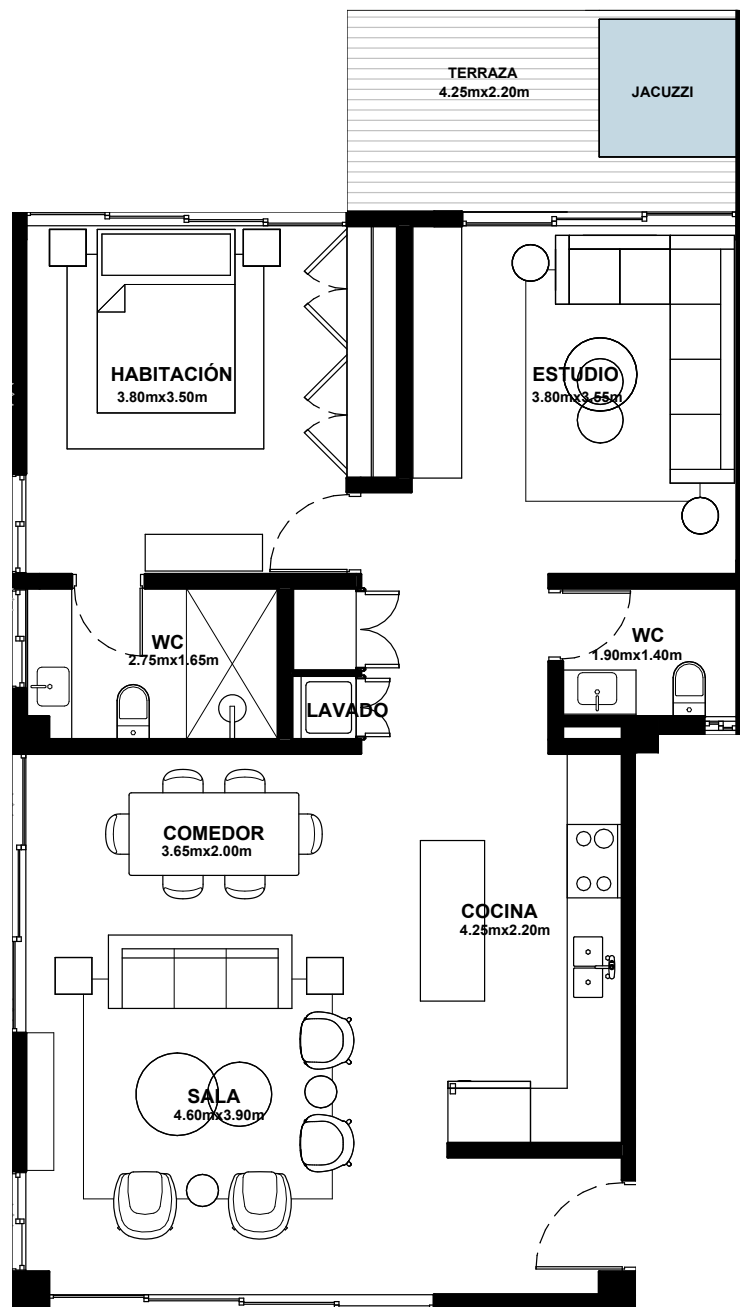 TERRAZA
4.25mx2.20m
JACUZZI
HABITACIÓN
3.80mx3.50m
ESTUDIO
3.80mx3.55m
WC
2.75mx1.65m
WC
1.90mx1.40m
LAVADO
COMEDOR
3.65mx2.00m
COCINA
4.25mx2.20m
SALA
4.60mx3.90m